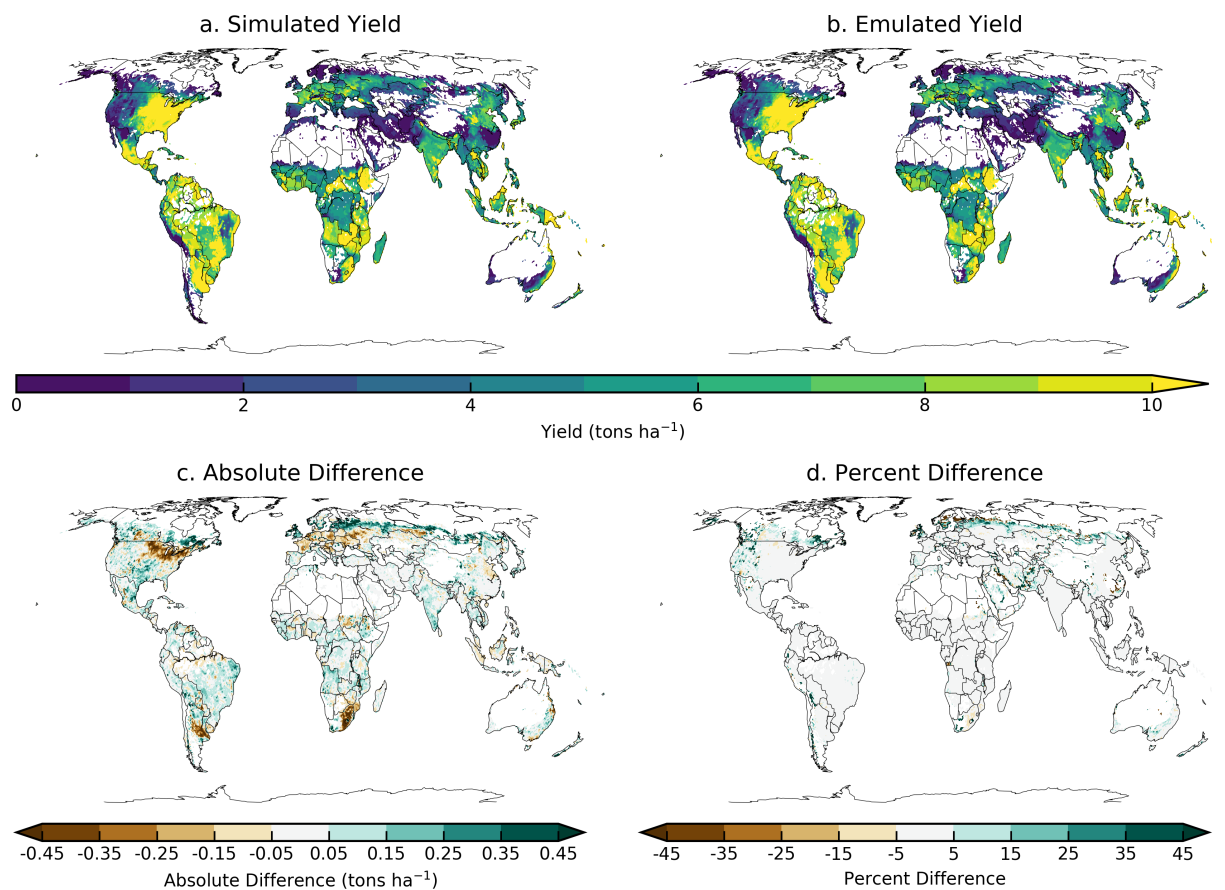 a. Simulated Yield
b. Emulated Yield
0 2 4 6 8 10
Yield (tons ha⁻¹)
c. Absolute Difference
d. Percent Difference
-0.45 -0.35 -0.25 -0.15 -0.05 0.05 0.15 0.25 0.35 0.45
-45 -35 -25 -15 -5 5 15 25 35 45
Absolute Difference (tons ha⁻¹)
Percent Difference